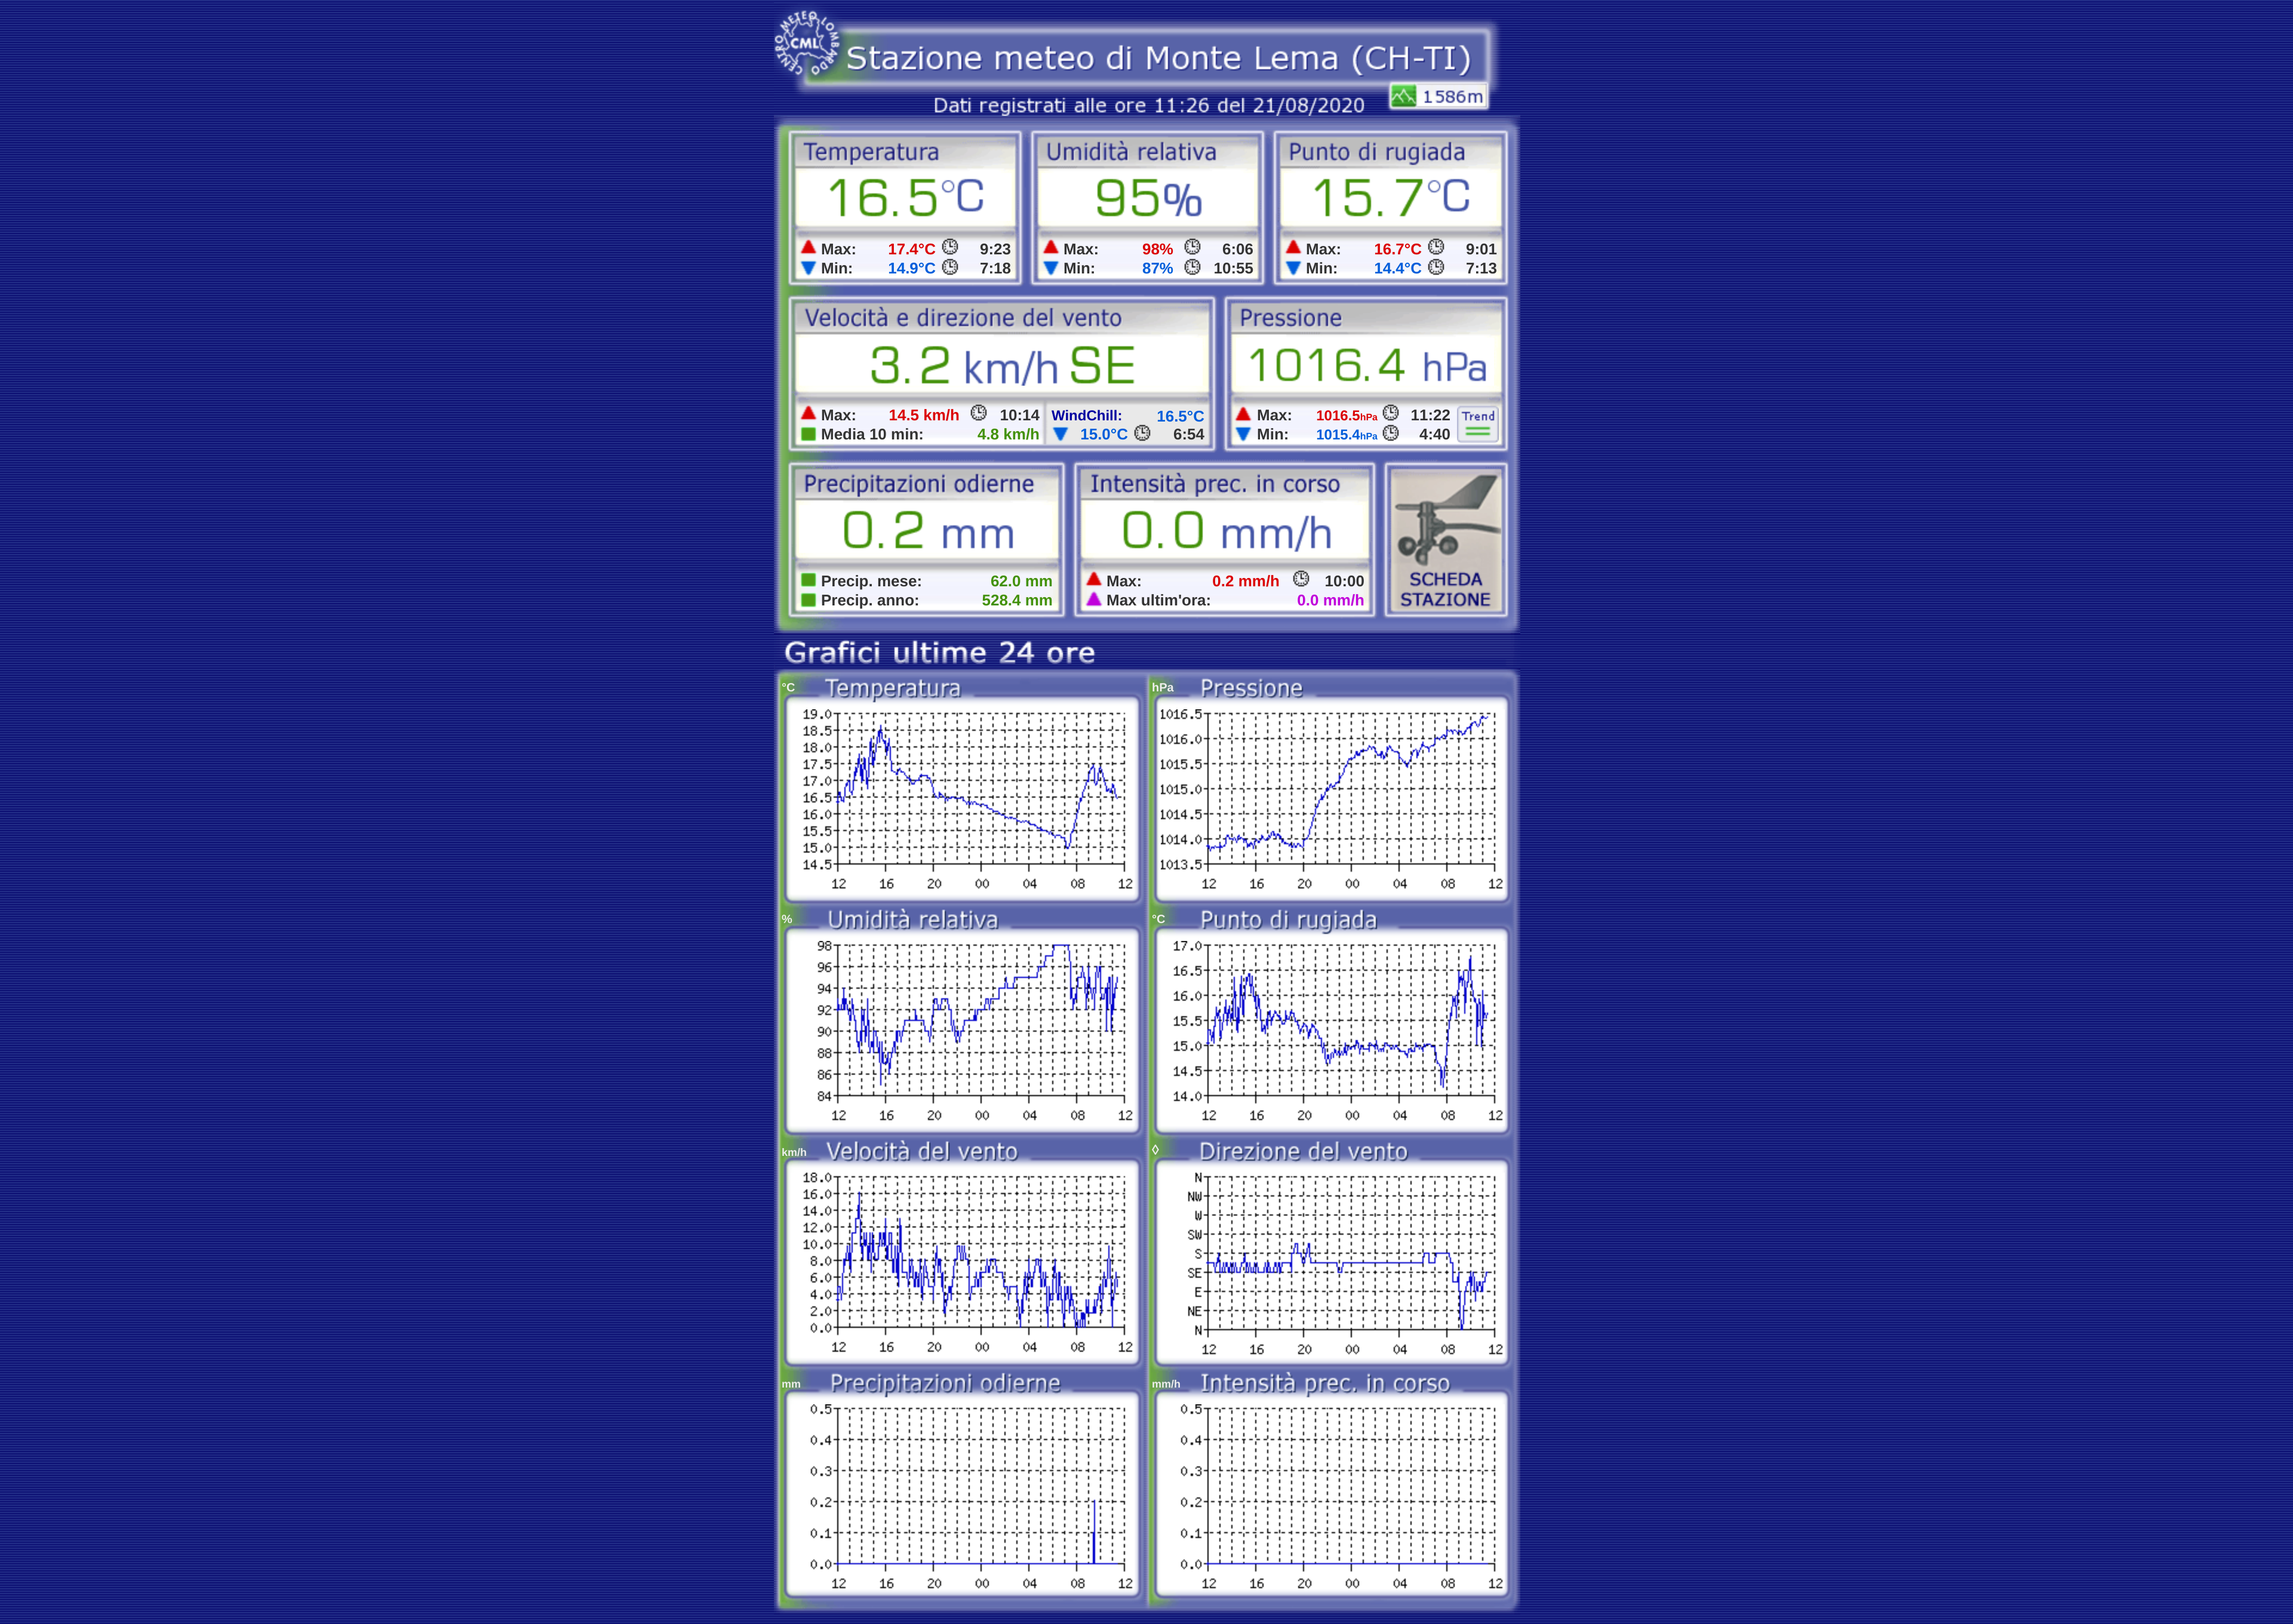 CENTRO METEO LOMBARDO
CML
Stazione meteo di Monte Lema (CH-TI)
1586m
Dati registrati alle ore 11:26 del 21/08/2020
Temperatura Umidità relativa Punto di rugiada
16.5°C 95% 15.7°C
Max: 17.4°C 9:23 Max: 98% 6:06 Max: 16.7°C 9:01
Min: 14.9°C 7:18 Min: 87% 10:55 Min: 14.4°C 7:13
Velocità e direzione del vento Pressione
3.2 km/h SE 1016.4 hPa
Max: 14.5 km/h 10:14 WindChill: 16.5°C Max: 1016.5hPa 11:22 Trend
Media 10 min: 4.8 km/h 15.0°C 6:54 Min: 1015.4hPa 4:40
Precipitazioni odierne Intensità prec. in corso
0.2 mm 0.0 mm/h
Precip. mese: 62.0 mm Max: 0.2 mm/h 10:00 SCHEDA
Precip. anno: 528.4 mm Max ultim'ora: 0.0 mm/h STAZIONE
Grafici ultime 24 ore
°C Temperatura
19.0
18.5
18.0
17.5
17.0
16.5
16.0
15.5
15.0
14.5
12 16 20 00 04 08 12
hPa Pressione
1016.5
1016.0
1015.5
1015.0
1014.5
1014.0
1013.5
12 16 20 00 04 08 12
% Umidità relativa
98
96
94
92
90
88
86
84
12 16 20 00 04 08 12
°C Punto di rugiada
17.0
16.5
16.0
15.5
15.0
14.5
14.0
12 16 20 00 04 08 12
km/h Velocità del vento
18.0
16.0
14.0
12.0
10.0
8.0
6.0
4.0
2.0
0.0
12 16 20 00 04 08 12
◊ Direzione del vento
N
NW
W
SW
S
SE
E
NE
N
12 16 20 00 04 08 12
mm Precipitazioni odierne
0.5
0.4
0.3
0.2
0.1
0.0
12 16 20 00 04 08 12
mm/h Intensità prec. in corso
0.5
0.4
0.3
0.2
0.1
0.0
12 16 20 00 04 08 12